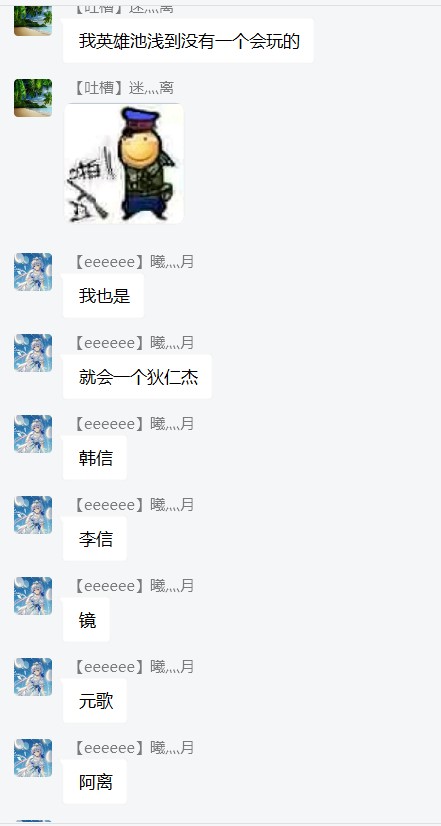 【吐槽】迷灬离
我英雄池浅到没有一个会玩的
【吐槽】迷灬离
啪
【eeeeee】曦灬月
我也是
【eeeeee】曦灬月
就会一个狄仁杰
【eeeeee】曦灬月
韩信
【eeeeee】曦灬月
李信
【eeeeee】曦灬月
镜
【eeeeee】曦灬月
元歌
【eeeeee】曦灬月
阿离